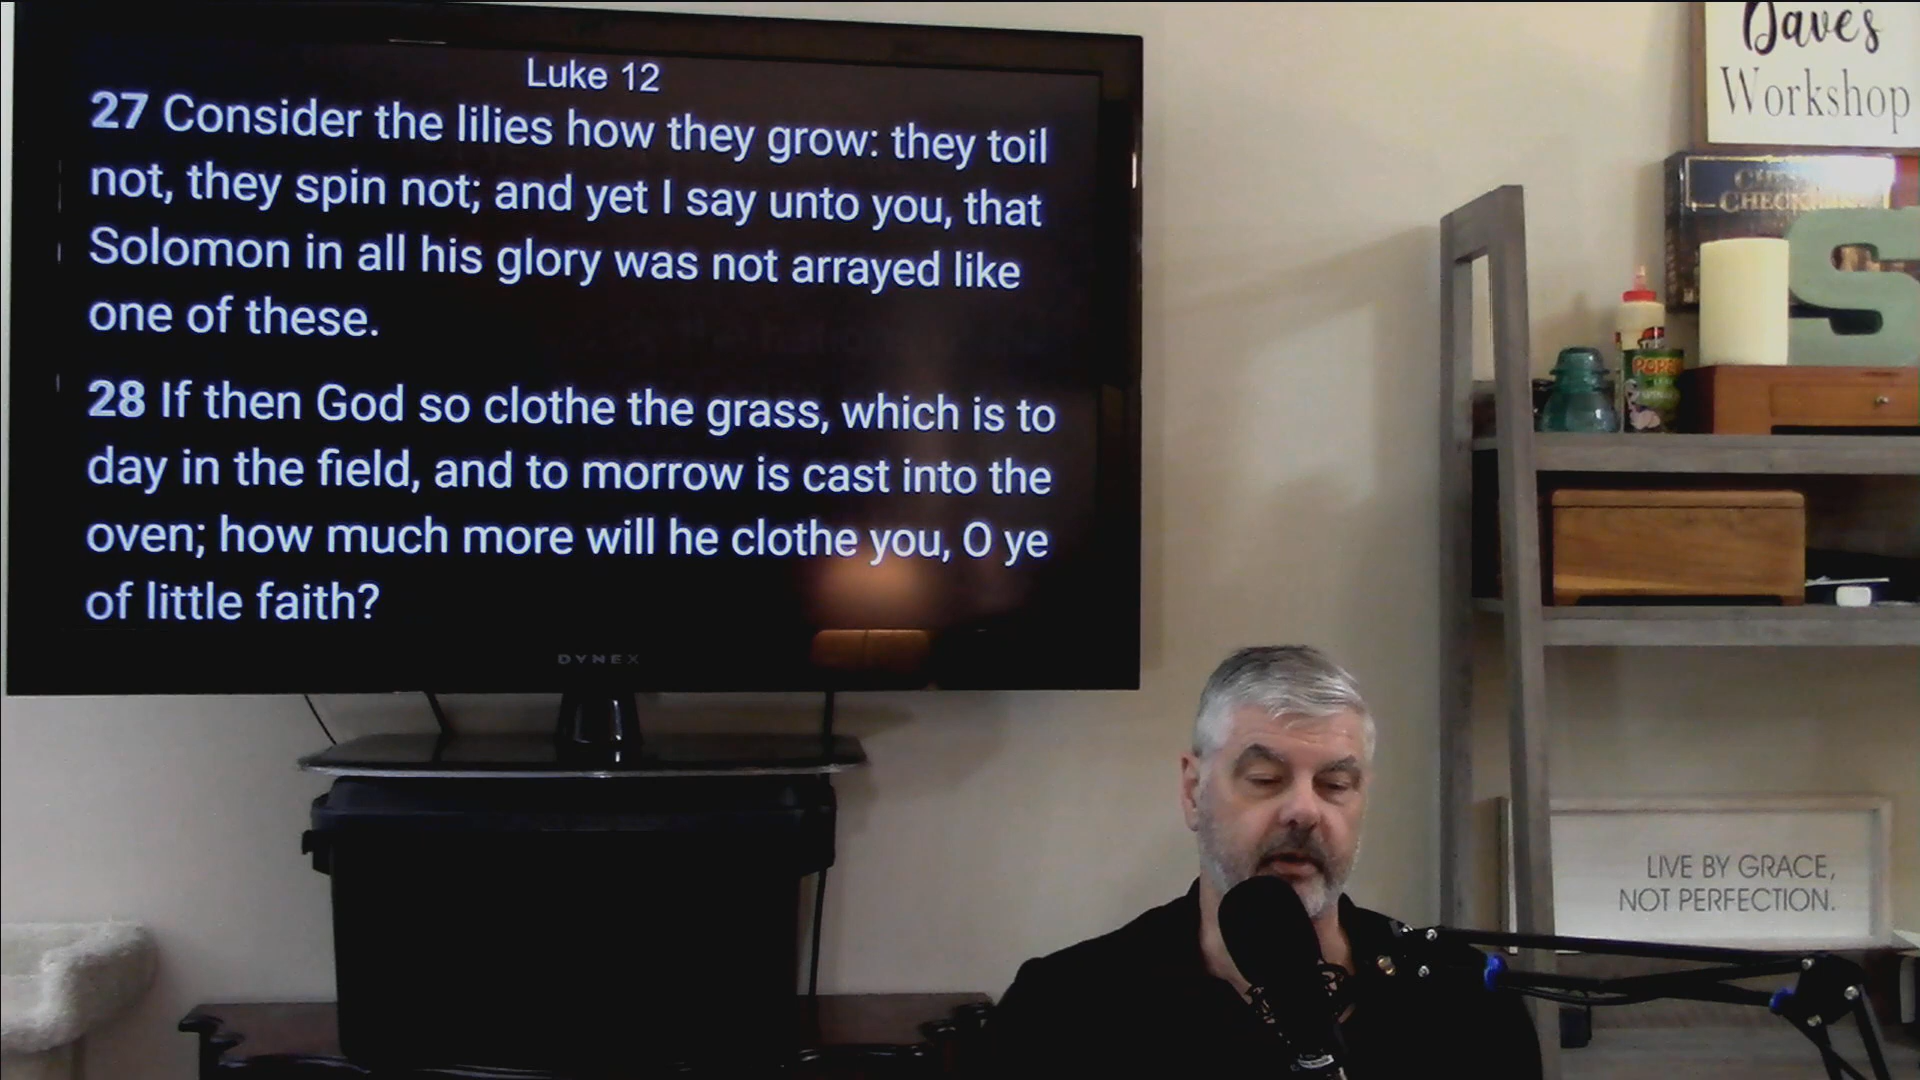 Luke 12
27 Consider the lilies how they grow: they toil
not, they spin not; and yet I say unto you, that
Solomon in all his glory was not arrayed like
one of these.
28 If then God so clothe the grass, which is to
day in the field, and to morrow is cast into the
oven; how much more will he clothe you, O ye
of little faith?
DYNEX
Dave's
Workshop
LIVE BY GRACE,
NOT PERFECTION.